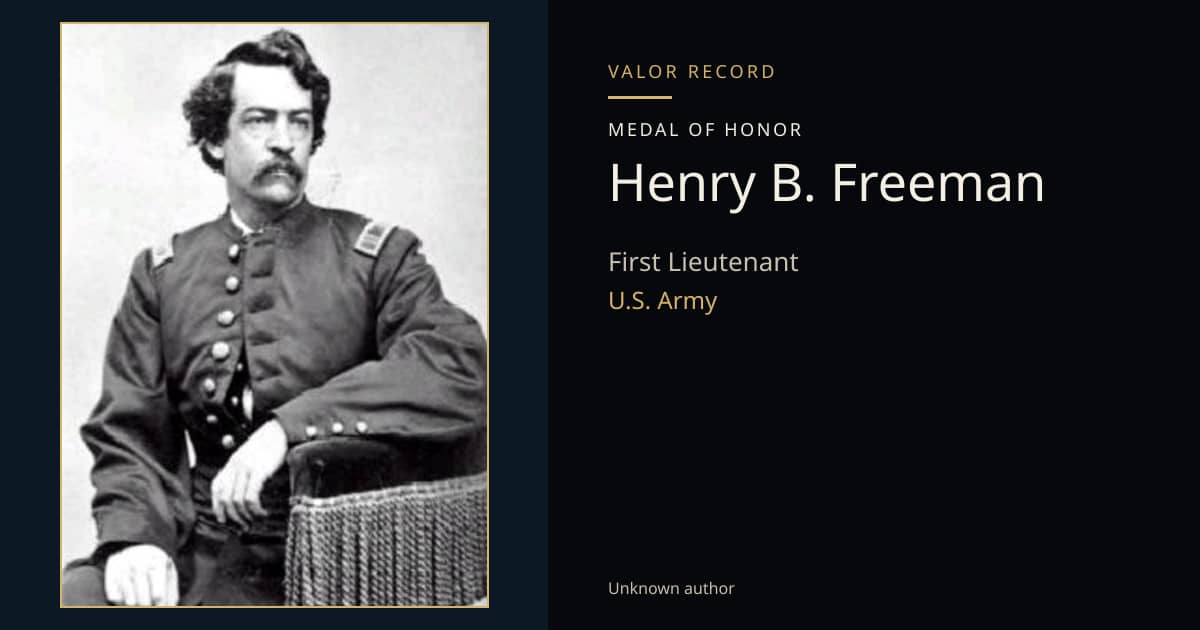 VALOR RECORD
MEDAL OF HONOR
Henry B. Freeman
First Lieutenant
U.S. Army
Unknown author